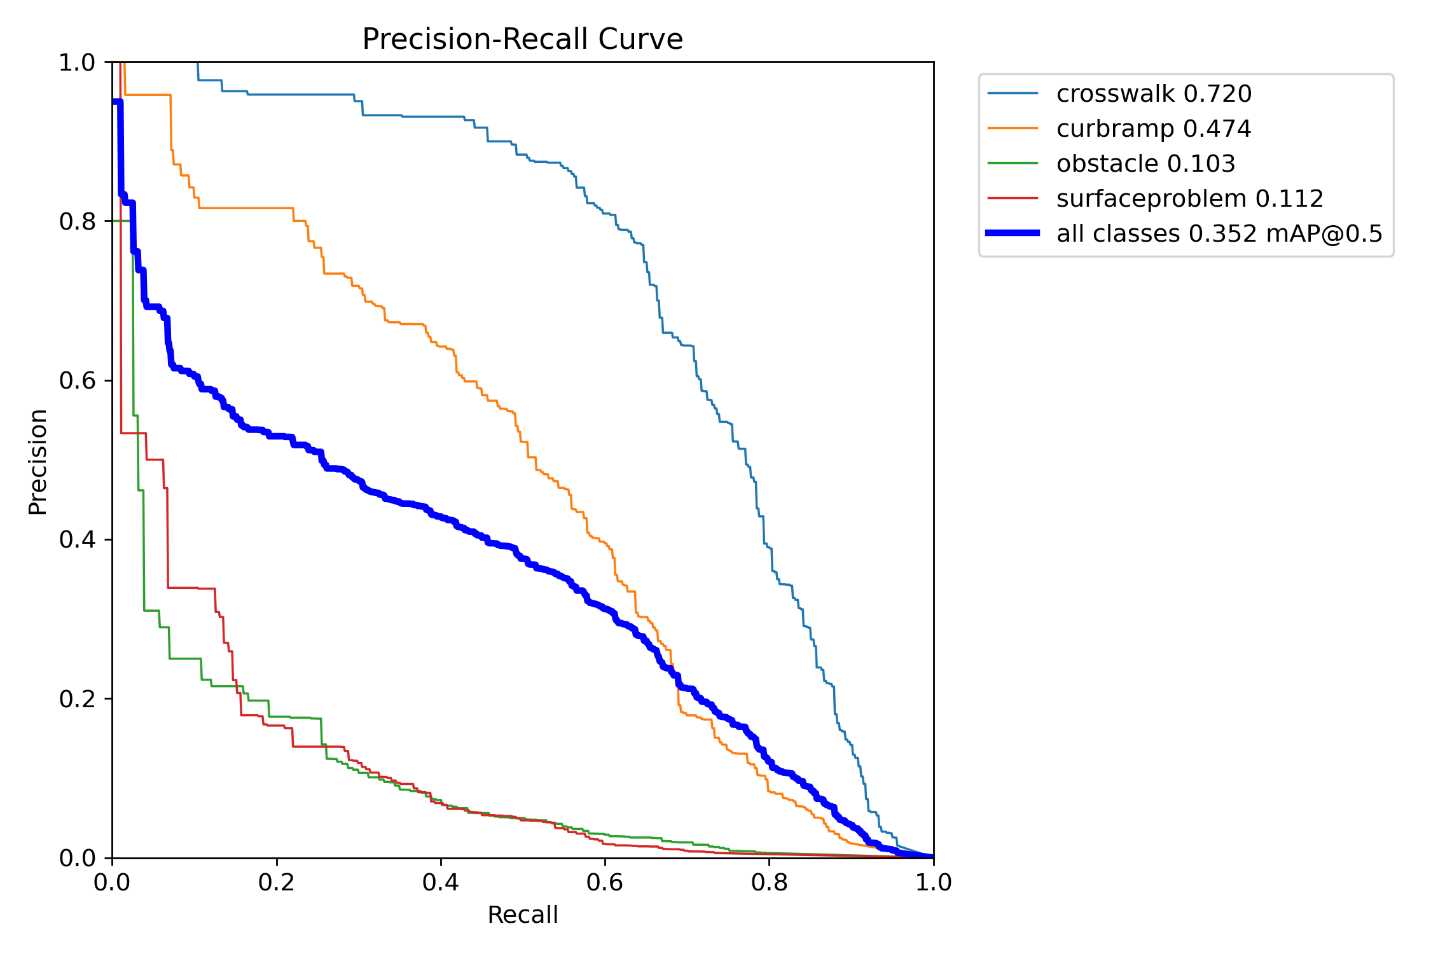 Precision-Recall Curve
1.0
0.8
0.6
0.4
0.2
0.0
Precision
0.0 0.2 0.4 0.6 0.8 1.0
Recall
crosswalk 0.720
curbramp 0.474
obstacle 0.103
surfaceproblem 0.112
all classes 0.352 mAP@0.5